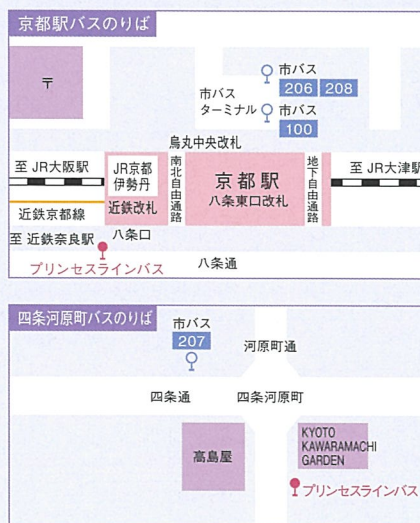 京都駅バスのりば
〒
市バス
206 208
市バス
ターミナル
市バス
100
烏丸中央改札
至 JR大阪駅
JR京都
伊勢丹
南北自由通路
京都駅
八条東口改札
地下自由通路
至 JR大津駅
近鉄京都線
近鉄改札
至 近鉄奈良駅
八条口
プリンセスラインバス
八条通
四条河原町バスのりば
市バス
207
河原町通
四条通
四条河原町
高島屋
KYOTO
KAWARAMACHI
GARDEN
プリンセスラインバス